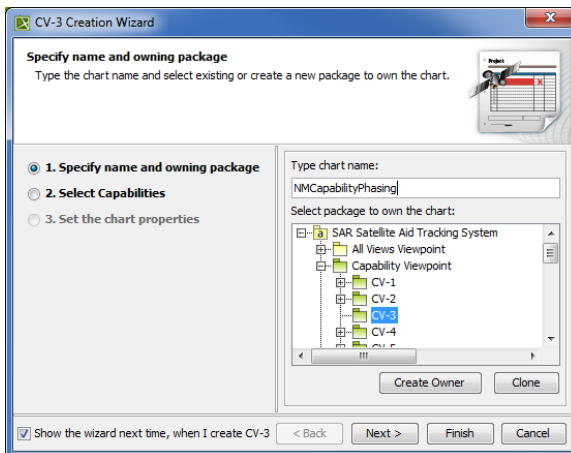 CV-3 Creation Wizard
Specify name and owning package
Type the chart name and select existing or create a new package to own the chart.
Project
1. Specify name and owning package
2. Select Capabilities
3. Set the chart properties
Type chart name:
NMCapabilityPhasing
Select package to own the chart:
SAR Satellite Aid Tracking System
All Views Viewpoint
Capability Viewpoint
CV-1
CV-2
CV-3
CV-4
CV-5
Create Owner
Clone
Show the wizard next time, when I create CV-3
< Back
Next >
Finish
Cancel